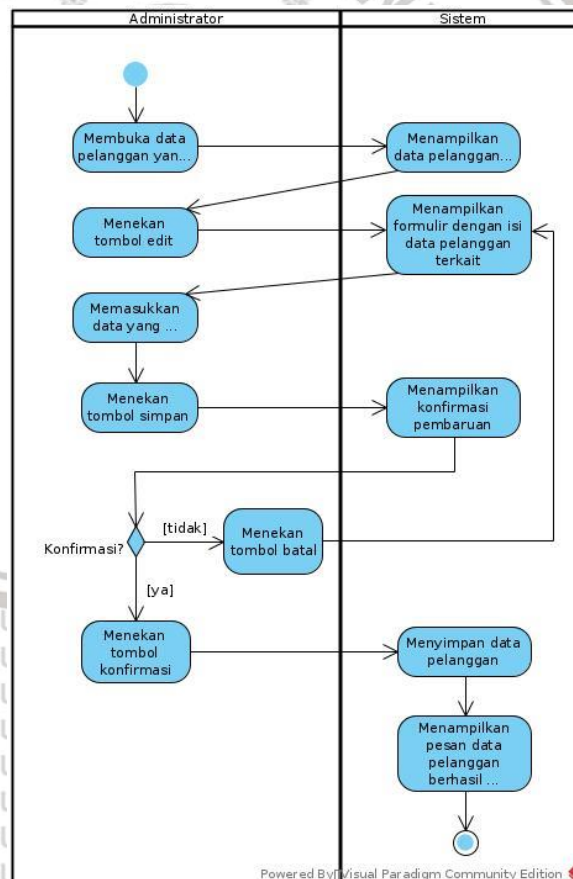 Administrator
Sistem
Membuka data
pelanggan yan...
Menampilkan
data pelanggan...
Menekan
tombol edit
Menampilkan
formulir dengan isi
data pelanggan
terkait
Memasukkan
data yang ...
Menekan
tombol simpan
Menampilkan
konfirmasi
pembaruan
Konfirmasi?
[tidak]
Menekan
tombol batal
[ya]
Menekan
tombol
konfirmasi
Menyimpan data
pelanggan
Menampilkan
pesan data
pelanggan
berhasil ...
Powered By Visual Paradigm Community Edition